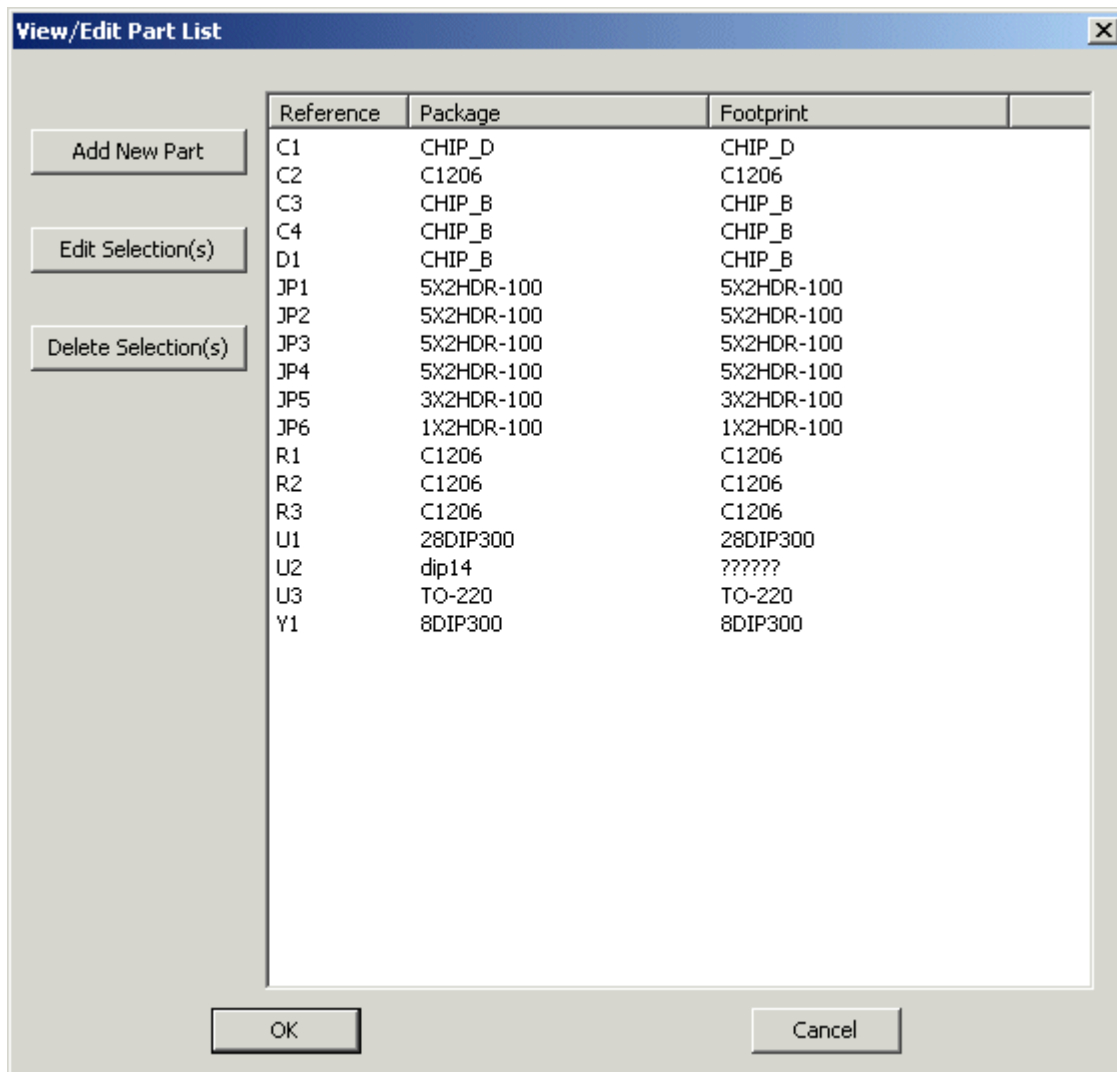 View/Edit Part List
Add New Part
Edit Selection(s)
Delete Selection(s)
Reference Package Footprint
C1 CHIP_D CHIP_D
C2 C1206 C1206
C3 CHIP_B CHIP_B
C4 CHIP_B CHIP_B
D1 CHIP_B CHIP_B
JP1 5X2HDR-100 5X2HDR-100
JP2 5X2HDR-100 5X2HDR-100
JP3 5X2HDR-100 5X2HDR-100
JP4 5X2HDR-100 5X2HDR-100
JP5 3X2HDR-100 3X2HDR-100
JP6 1X2HDR-100 1X2HDR-100
R1 C1206 C1206
R2 C1206 C1206
R3 C1206 C1206
U1 28DIP300 28DIP300
U2 dip14 ??????
U3 TO-220 TO-220
Y1 8DIP300 8DIP300
OK Cancel